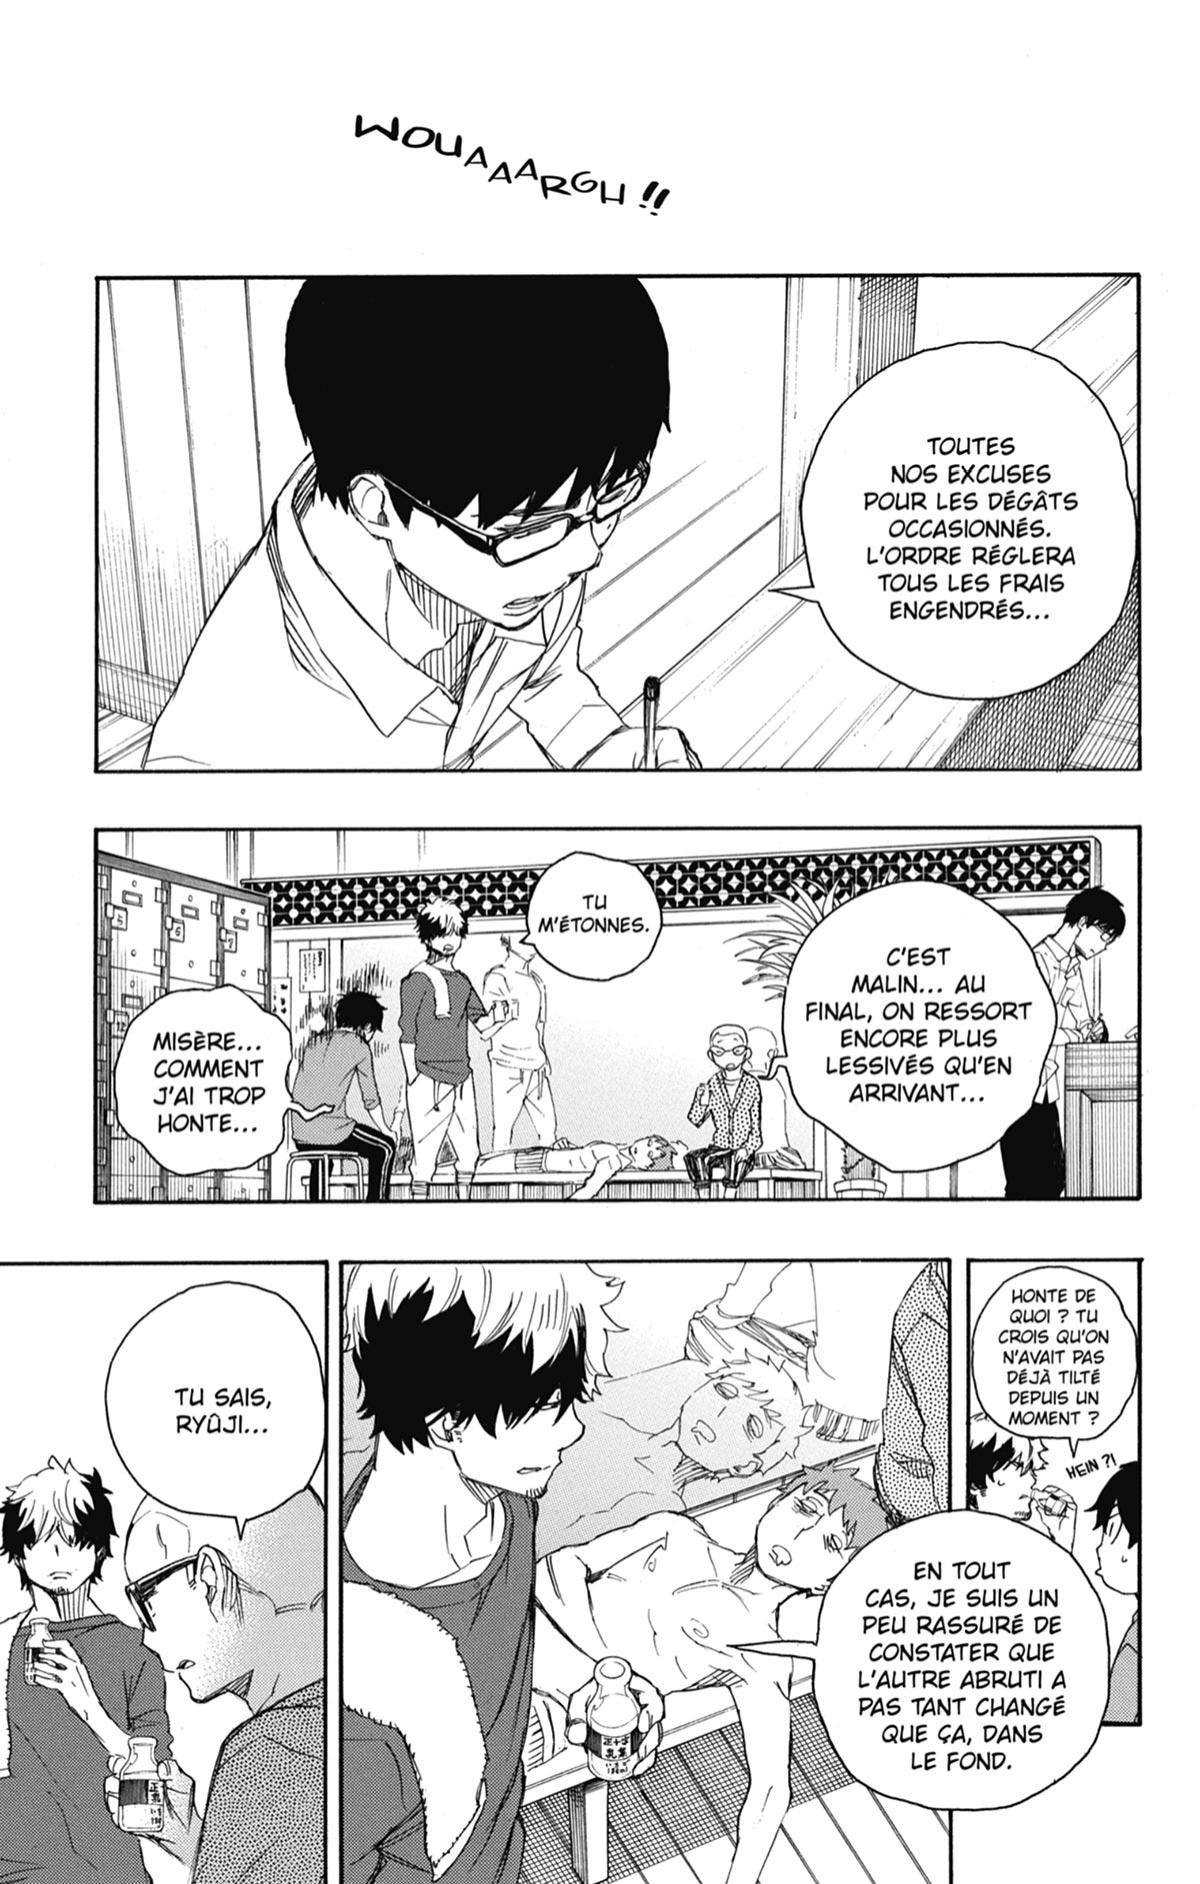 WOUAAARGH !!
TOUTES
NOS EXCUSES
POUR LES DÉGÂTS
OCCASIONNÉS.
L'ORDRE RÉGLERA
TOUS LES FRAIS
ENGENDRÉS...
C'EST
MALIN... AU
FINAL, ON RESSORT
ENCORE PLUS
LESSIVÉS QU'EN
ARRIVANT...
TU
M'ÉTONNES.
MISÈRE...
COMMENT
J'AI TROP
HONTE...
6
7
HONTE DE
QUOI ? TU
CROIS QU'ON
N'AVAIT PAS
DÉJÀ TILTÉ
DEPUIS UN
MOMENT ?
HEIN ?!
EN TOUT
CAS, JE SUIS UN
PEU RASSURÉ DE
CONSTATER QUE
L'AUTRE ABRUTI A
PAS TANT CHANGÉ
QUE ÇA, DANS
LE FOND.
TU SAIS,
RYÛJI...